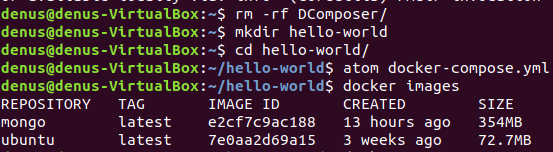 denus@denus-VirtualBox:~$ rm -rf DComposer/
denus@denus-VirtualBox:~$ mkdir hello-world
denus@denus-VirtualBox:~$ cd hello-world/
denus@denus-VirtualBox:~/hello-world$ atom docker-compose.yml
denus@denus-VirtualBox:~/hello-world$ docker images
REPOSITORY TAG IMAGE ID CREATED SIZE
mongo latest e2cf7c9ac188 13 hours ago 354MB
ubuntu latest 7e0aa2d69a15 3 weeks ago 72.7MB